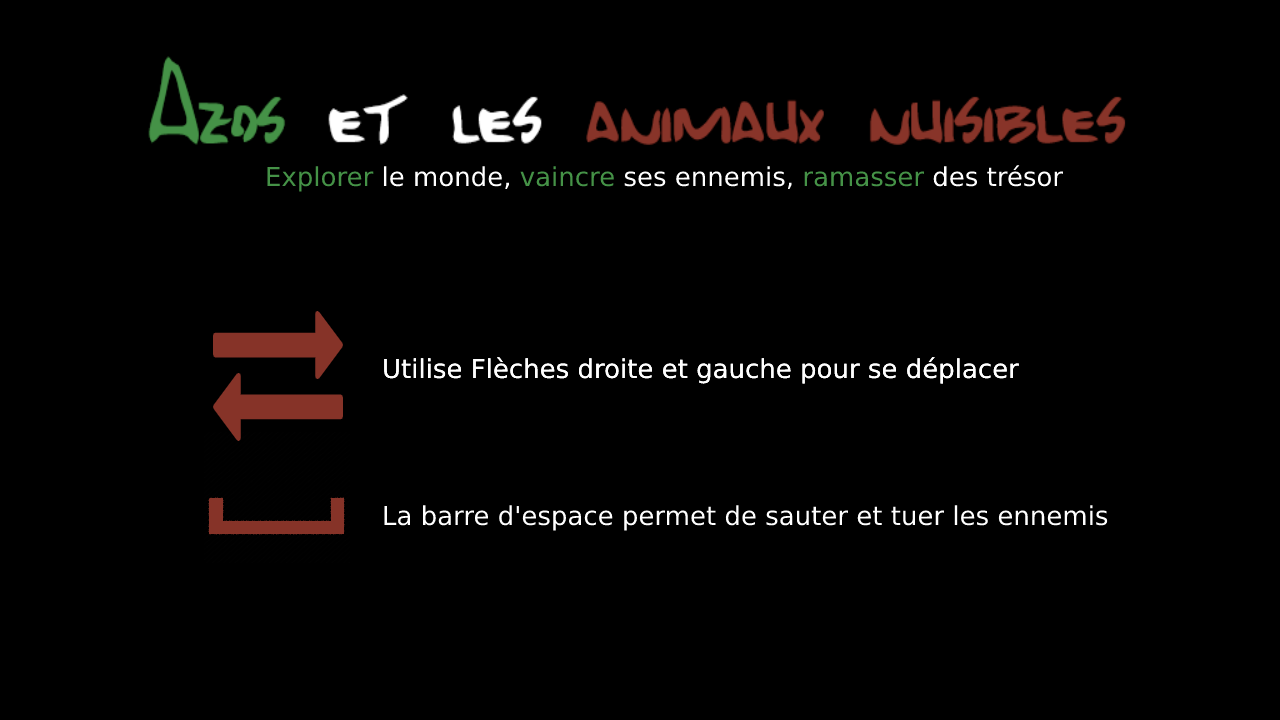 Azos et les animaux nuisibles
Explorer le monde, vaincre ses ennemis, ramasser des trésor
Utilise Flèches droite et gauche pour se déplacer
La barre d'espace permet de sauter et tuer les ennemis